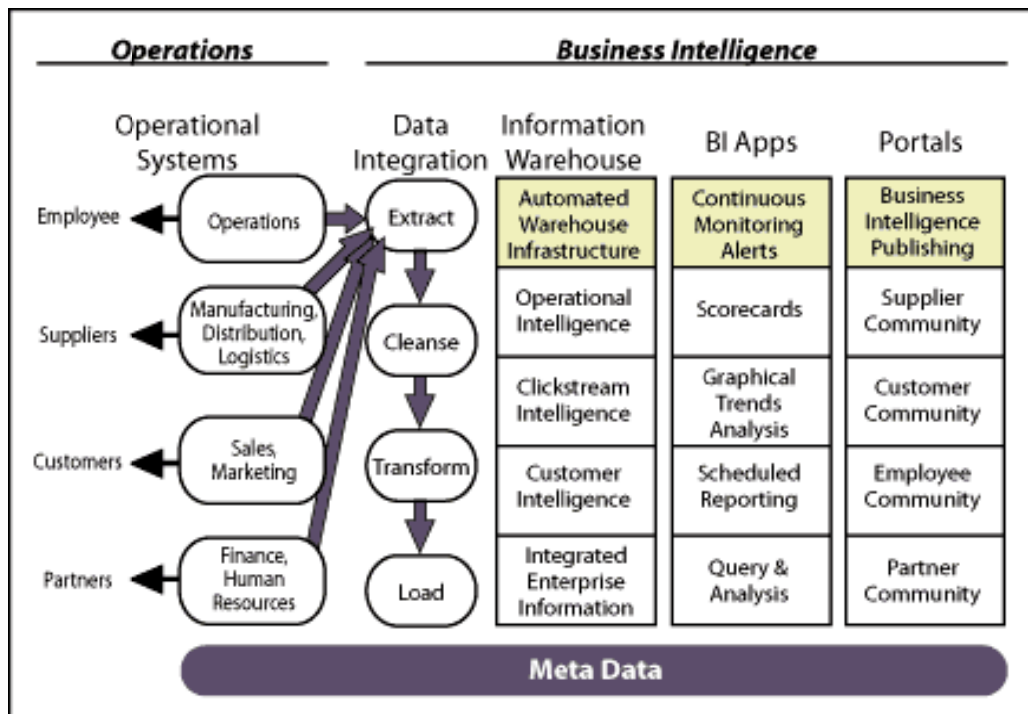 Operations
Business Intelligence
Operational
Systems
Data
Integration
Information
Warehouse
BI Apps
Portals
Employee
Operations
Extract
Automated
Warehouse
Infrastructure
Continuous
Monitoring
Alerts
Business
Intelligence
Publishing
Suppliers
Manufacturing,
Distribution,
Logistics
Cleanse
Operational
Intelligence
Scorecards
Supplier
Community
Clickstream
Intelligence
Graphical
Trends
Analysis
Customer
Community
Customers
Sales,
Marketing
Transform
Customer
Intelligence
Scheduled
Reporting
Employee
Community
Partners
Finance,
Human
Resources
Load
Integrated
Enterprise
Information
Query &
Analysis
Partner
Community
Meta Data